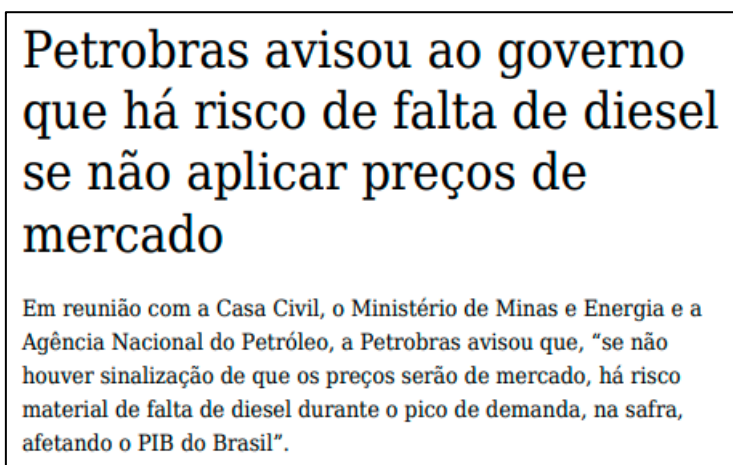 Petrobras avisou ao governo
que há risco de falta de diesel
se não aplicar preços de
mercado
Em reunião com a Casa Civil, o Ministério de Minas e Energia e a
Agência Nacional do Petróleo, a Petrobras avisou que, “se não
houver sinalização de que os preços serão de mercado, há risco
material de falta de diesel durante o pico de demanda, na safra,
afetando o PIB do Brasil”.